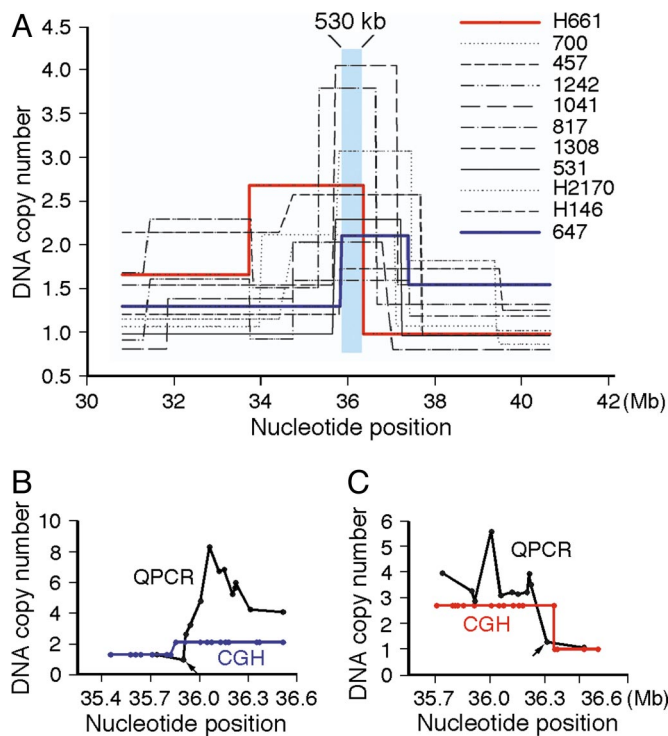 A
530 kb
DNA copy number
4.5
4.0
3.5
3.0
2.5
2.0
1.5
1.0
0.5
30 32 34 36 38 40 42 (Mb)
Nucleotide position
H661
700
457
1242
1041
817
1308
531
H2170
H146
647
B
DNA copy number
10
8
6
4
2
0
QPCR
CGH
35.4 35.7 36.0 36.3 36.6
Nucleotide position
C
DNA copy number
6
5
4
3
2
1
0
QPCR
CGH
35.7 36.0 36.3 36.6 (Mb)
Nucleotide position